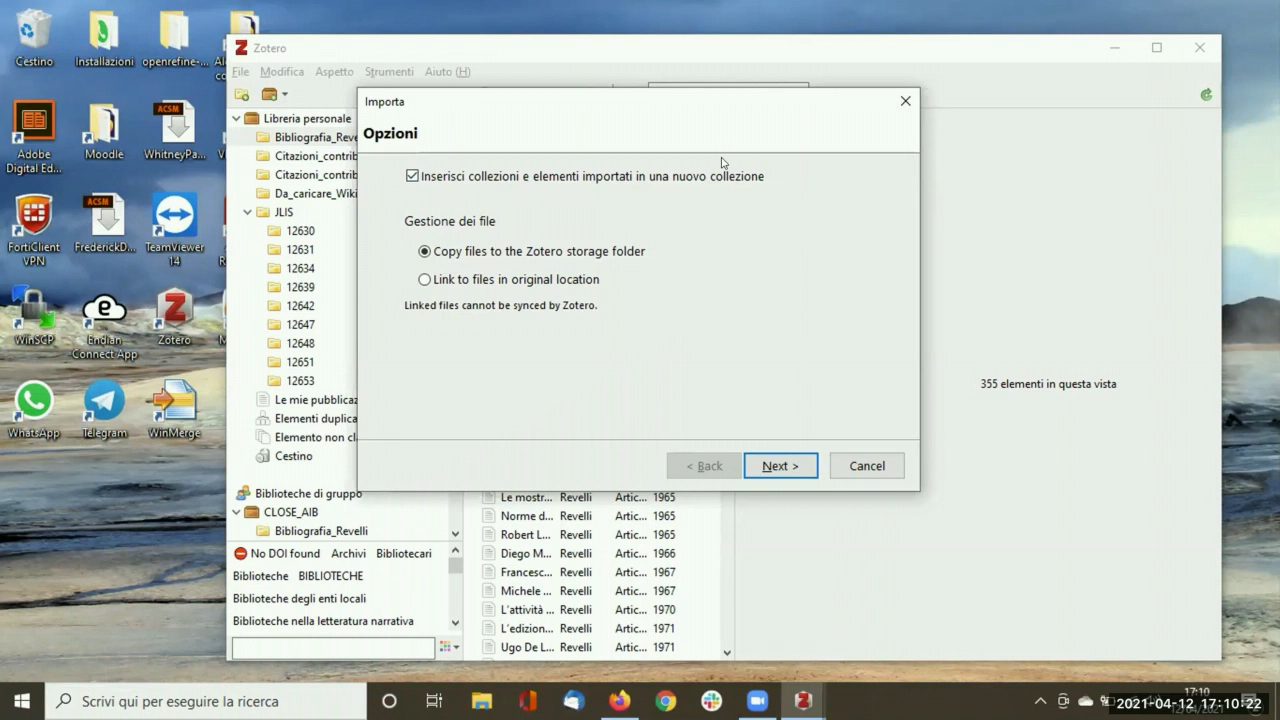 Cestino
Installazioni
openrefine-...
Adobe
Digital Ed...
Moodle
WhitneyPa...
ACSM
FortiClient
VPN
ACSM
FrederickD...
TeamViewer
14
WinSCP
Endian
Connect App
Zotero
WhatsApp
Telegram
WinMerge
Zotero
File Modifica Aspetto Strumenti Aiuto (H)
Libreria personale
Bibliografia_Reve
Citazioni_contrib
Citazioni_contrib
Da_caricare_Wiki
JLIS
12630
12631
12634
12639
12642
12647
12648
12651
12653
Le mie pubblicaz
Elementi duplica
Elemento non cl
Cestino
Biblioteche di gruppo
CLOSE_AIB
Bibliografia_Revelli
No DOI found Archivi Bibliotecari
Biblioteche BIBLIOTECHE
Biblioteche degli enti locali
Biblioteche nella letteratura narrativa
Importa
Opzioni
Inserisci collezioni e elementi importati in una nuovo collezione
Gestione dei file
Copy files to the Zotero storage folder
Link to files in original location
Linked files cannot be synced by Zotero.
< Back Next > Cancel
Le mostr... Revelli Artic... 1965
Norme d... Revelli Artic... 1965
Robert L... Revelli Artic... 1965
Diego M... Revelli Artic... 1966
Francesc... Revelli Artic... 1967
Michele ... Revelli Artic... 1967
L'attività ... Revelli Artic... 1970
L'edizion... Revelli Artic... 1971
Ugo De L... Revelli Artic... 1971
355 elementi in questa vista
Scrivi qui per eseguire la ricerca
17:10
2021-04-12 17:10:22